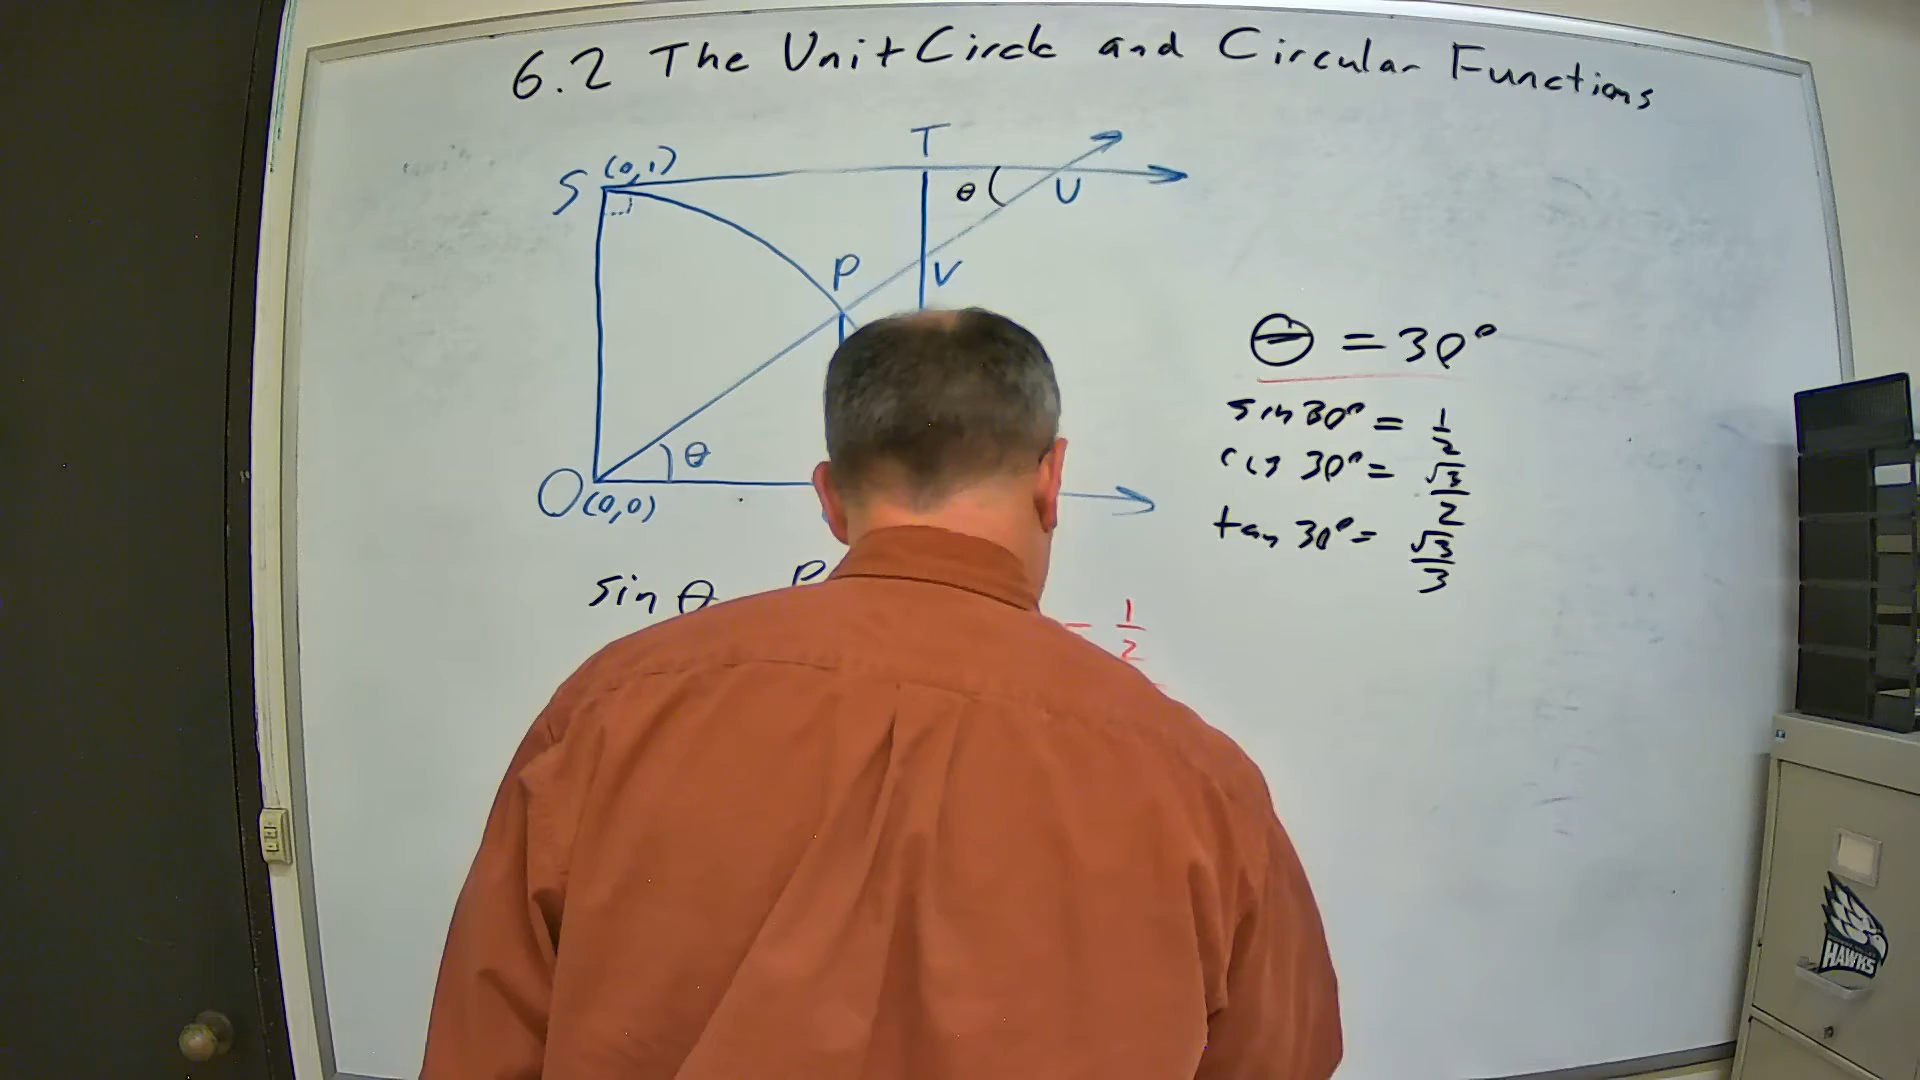 6.2 The Unit Circle and Circular Functions
T
S (0,1)
θ
U
P
V
θ = 30°
sin 30° = 1/2
cos 30° = √3/2
θ
O(0,0)
tan 30° = √3/3
sin θ P
= 1/2
HAWKS